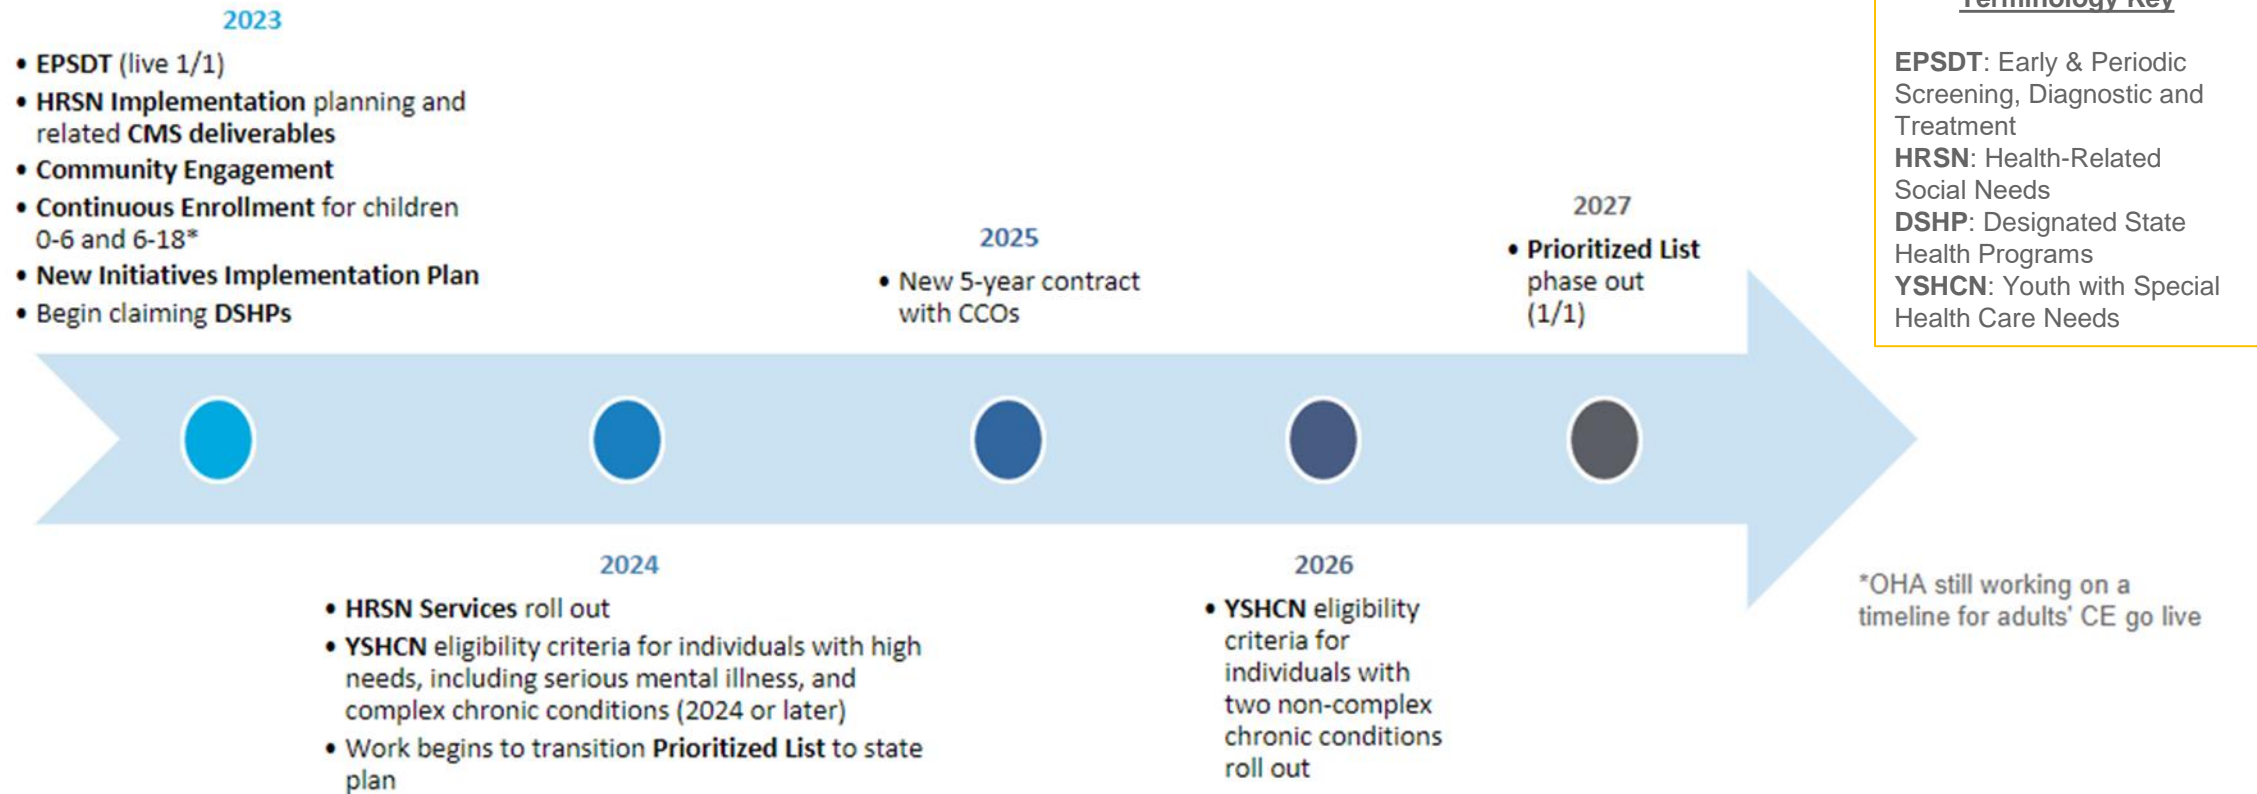 2023
• EPSDT (live 1/1)
• HRSN Implementation planning and
related CMS deliverables
• Community Engagement
• Continuous Enrollment for children
0-6 and 6-18*
• New Initiatives Implementation Plan
• Begin claiming DSHPs
2024
• HRSN Services roll out
• YSHCN eligibility criteria for individuals with high
needs, including serious mental illness, and
complex chronic conditions (2024 or later)
• Work begins to transition Prioritized List to state
plan
2025
• New 5-year contract
with CCOs
2026
• YSHCN eligibility
criteria for
individuals with
two non-complex
chronic conditions
roll out
2027
• Prioritized List
phase out
(1/1)
Terminology Key
EPSDT: Early & Periodic
Screening, Diagnostic and
Treatment
HRSN: Health-Related
Social Needs
DSHP: Designated State
Health Programs
YSHCN: Youth with Special
Health Care Needs
*OHA still working on a
timeline for adults' CE go live